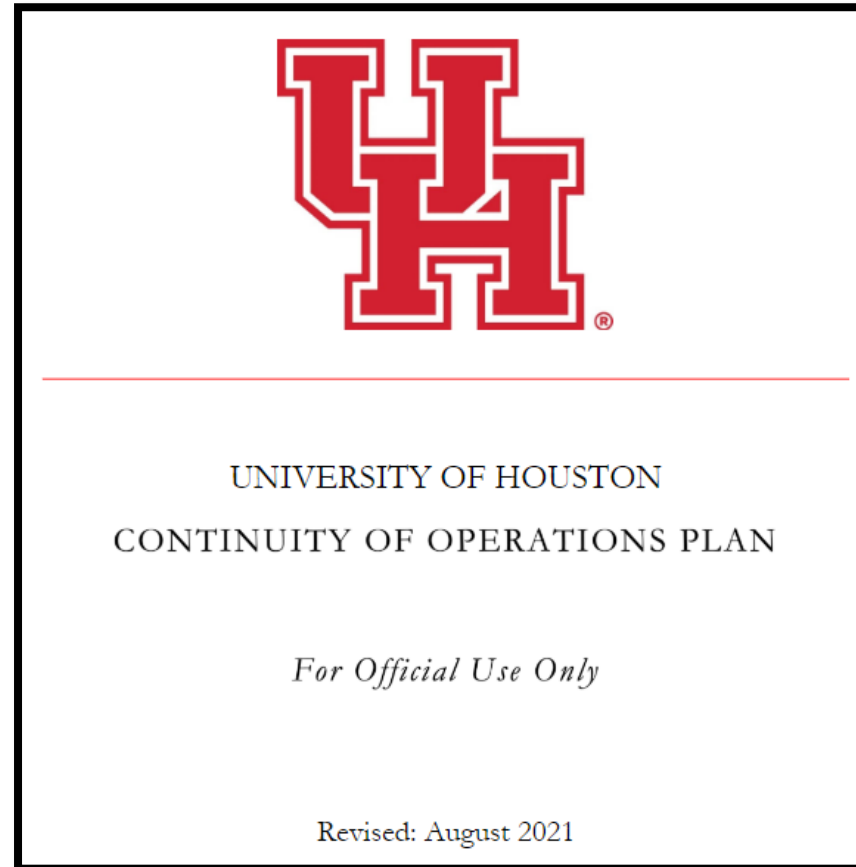 UH®
UNIVERSITY OF HOUSTON
CONTINUITY OF OPERATIONS PLAN
For Official Use Only
Revised: August 2021